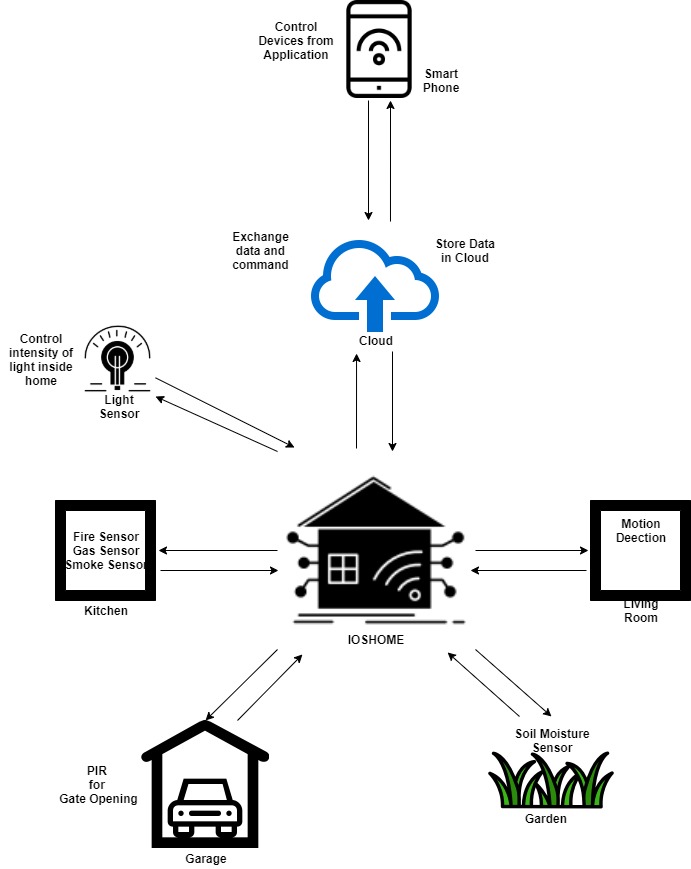 Control
Devices from
Application
Smart
Phone
Exchange
data and
command
Store Data
in Cloud
Cloud
Control
intensity of
light inside
home
Light
Sensor
Fire Sensor
Gas Sensor
Smoke Sensor
Kitchen
Motion
Deection
Living
Room
IOSHOME
PIR
for
Gate Opening
Garage
Soil Moisture
Sensor
Garden